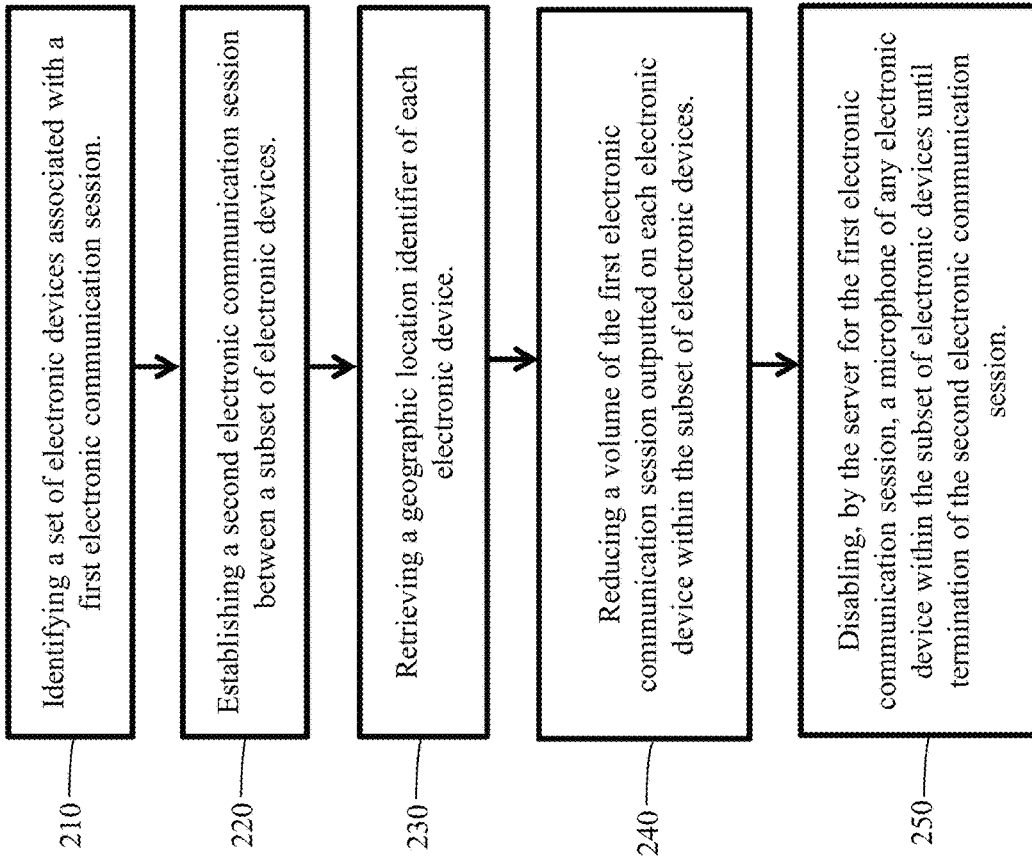 210
Identifying a set of electronic devices associated with a
first electronic communication session.
220
Establishing a second electronic communication session
between a subset of electronic devices.
230
Retrieving a geographic location identifier of each
electronic device.
240
Reducing a volume of the first electronic
communication session outputted on each electronic
device within the subset of electronic devices.
250
Disabling, by the server for the first electronic
communication session, a microphone of any electronic
device within the subset of electronic devices until
termination of the second electronic communication
session.